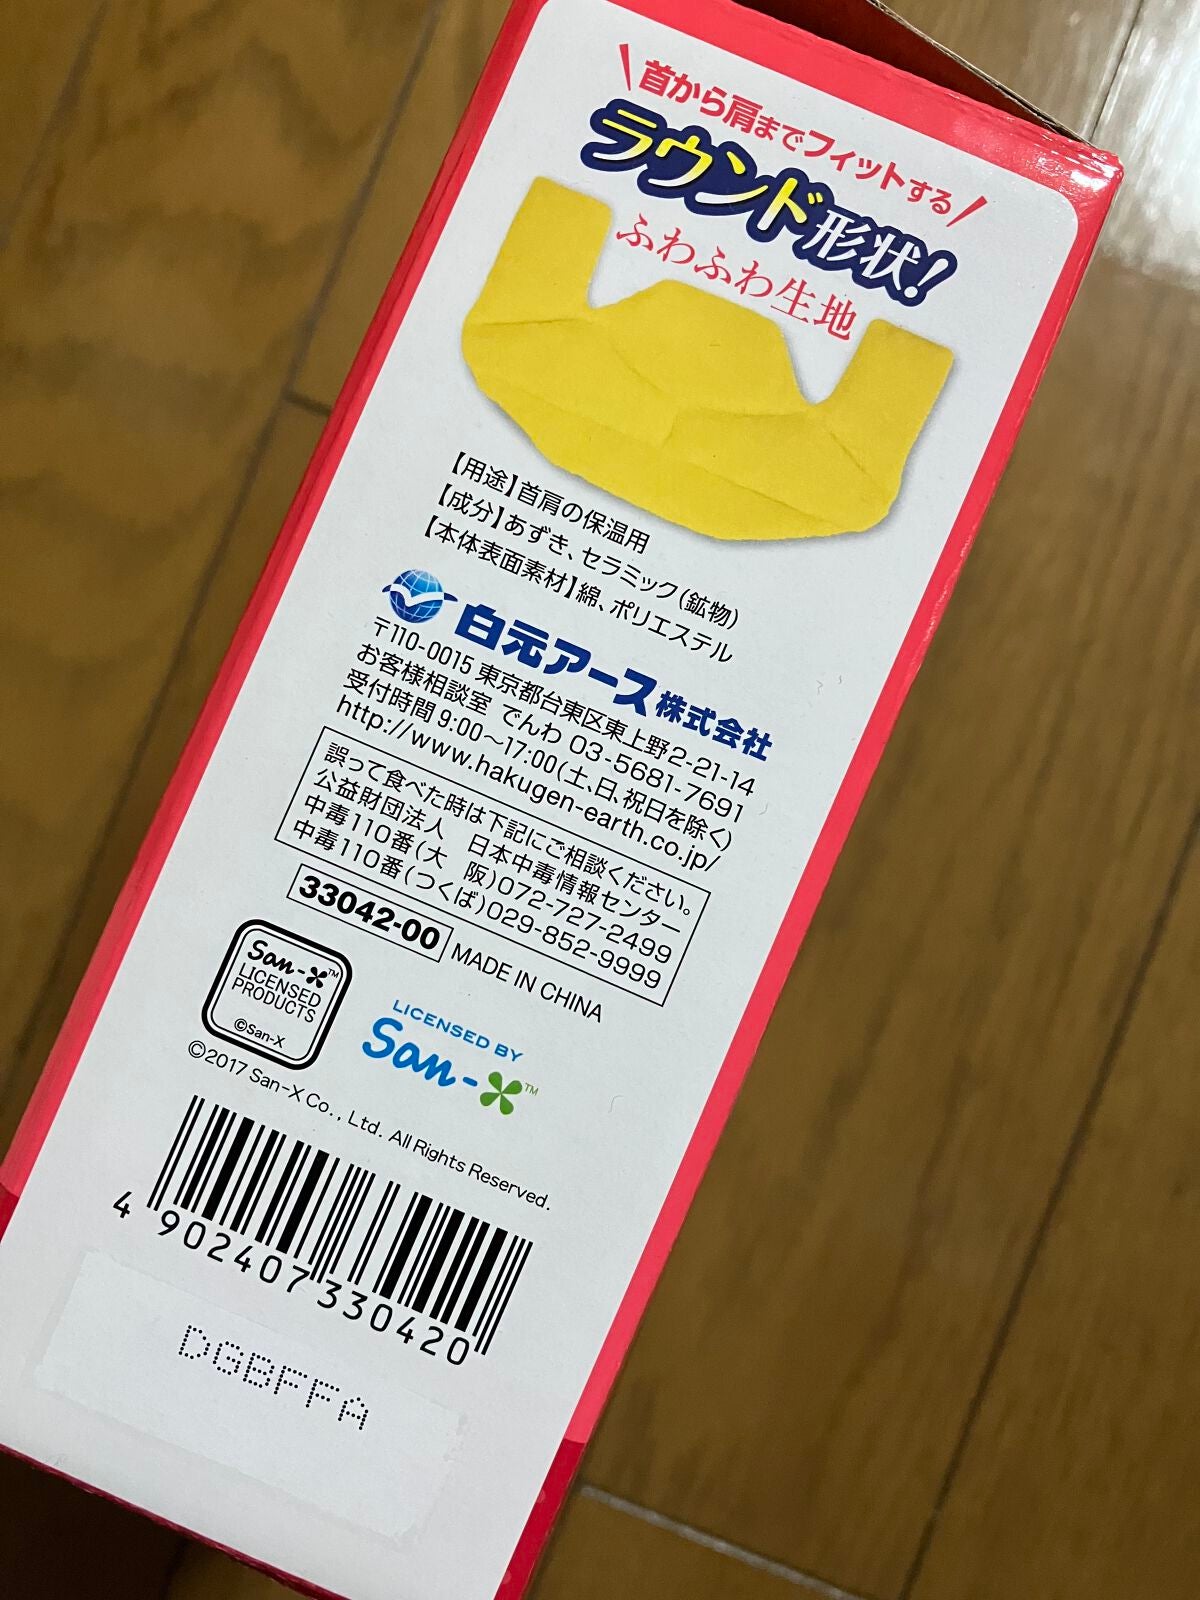 首から肩までフィットする
ラウンド形状!
ふわふわ生地
【用途】首肩の保温用
【成分】あずき、セラミック(鉱物)
【本体表面素材】綿、ポリエステル
白元アース株式会社
〒110-0015 東京都台東区東上野2-21-14
お客様相談室 でんわ 03-5681-7691
受付時間 9:00〜17:00(土、日、祝日を除く)
http://www.hakugen-earth.co.jp/
誤って食べた時は下記にご相談ください。
公益財団法人 日本中毒情報センター
中毒110番(大 阪)072-727-2499
中毒110番(つくば)029-852-9999
33042-00 MADE IN CHINA
San-X™
LICENSED
PRODUCTS
©San-X
LICENSED BY
San-X™
©2017 San-X Co., Ltd. All Rights Reserved.
4 902407 330420
DGBFFA